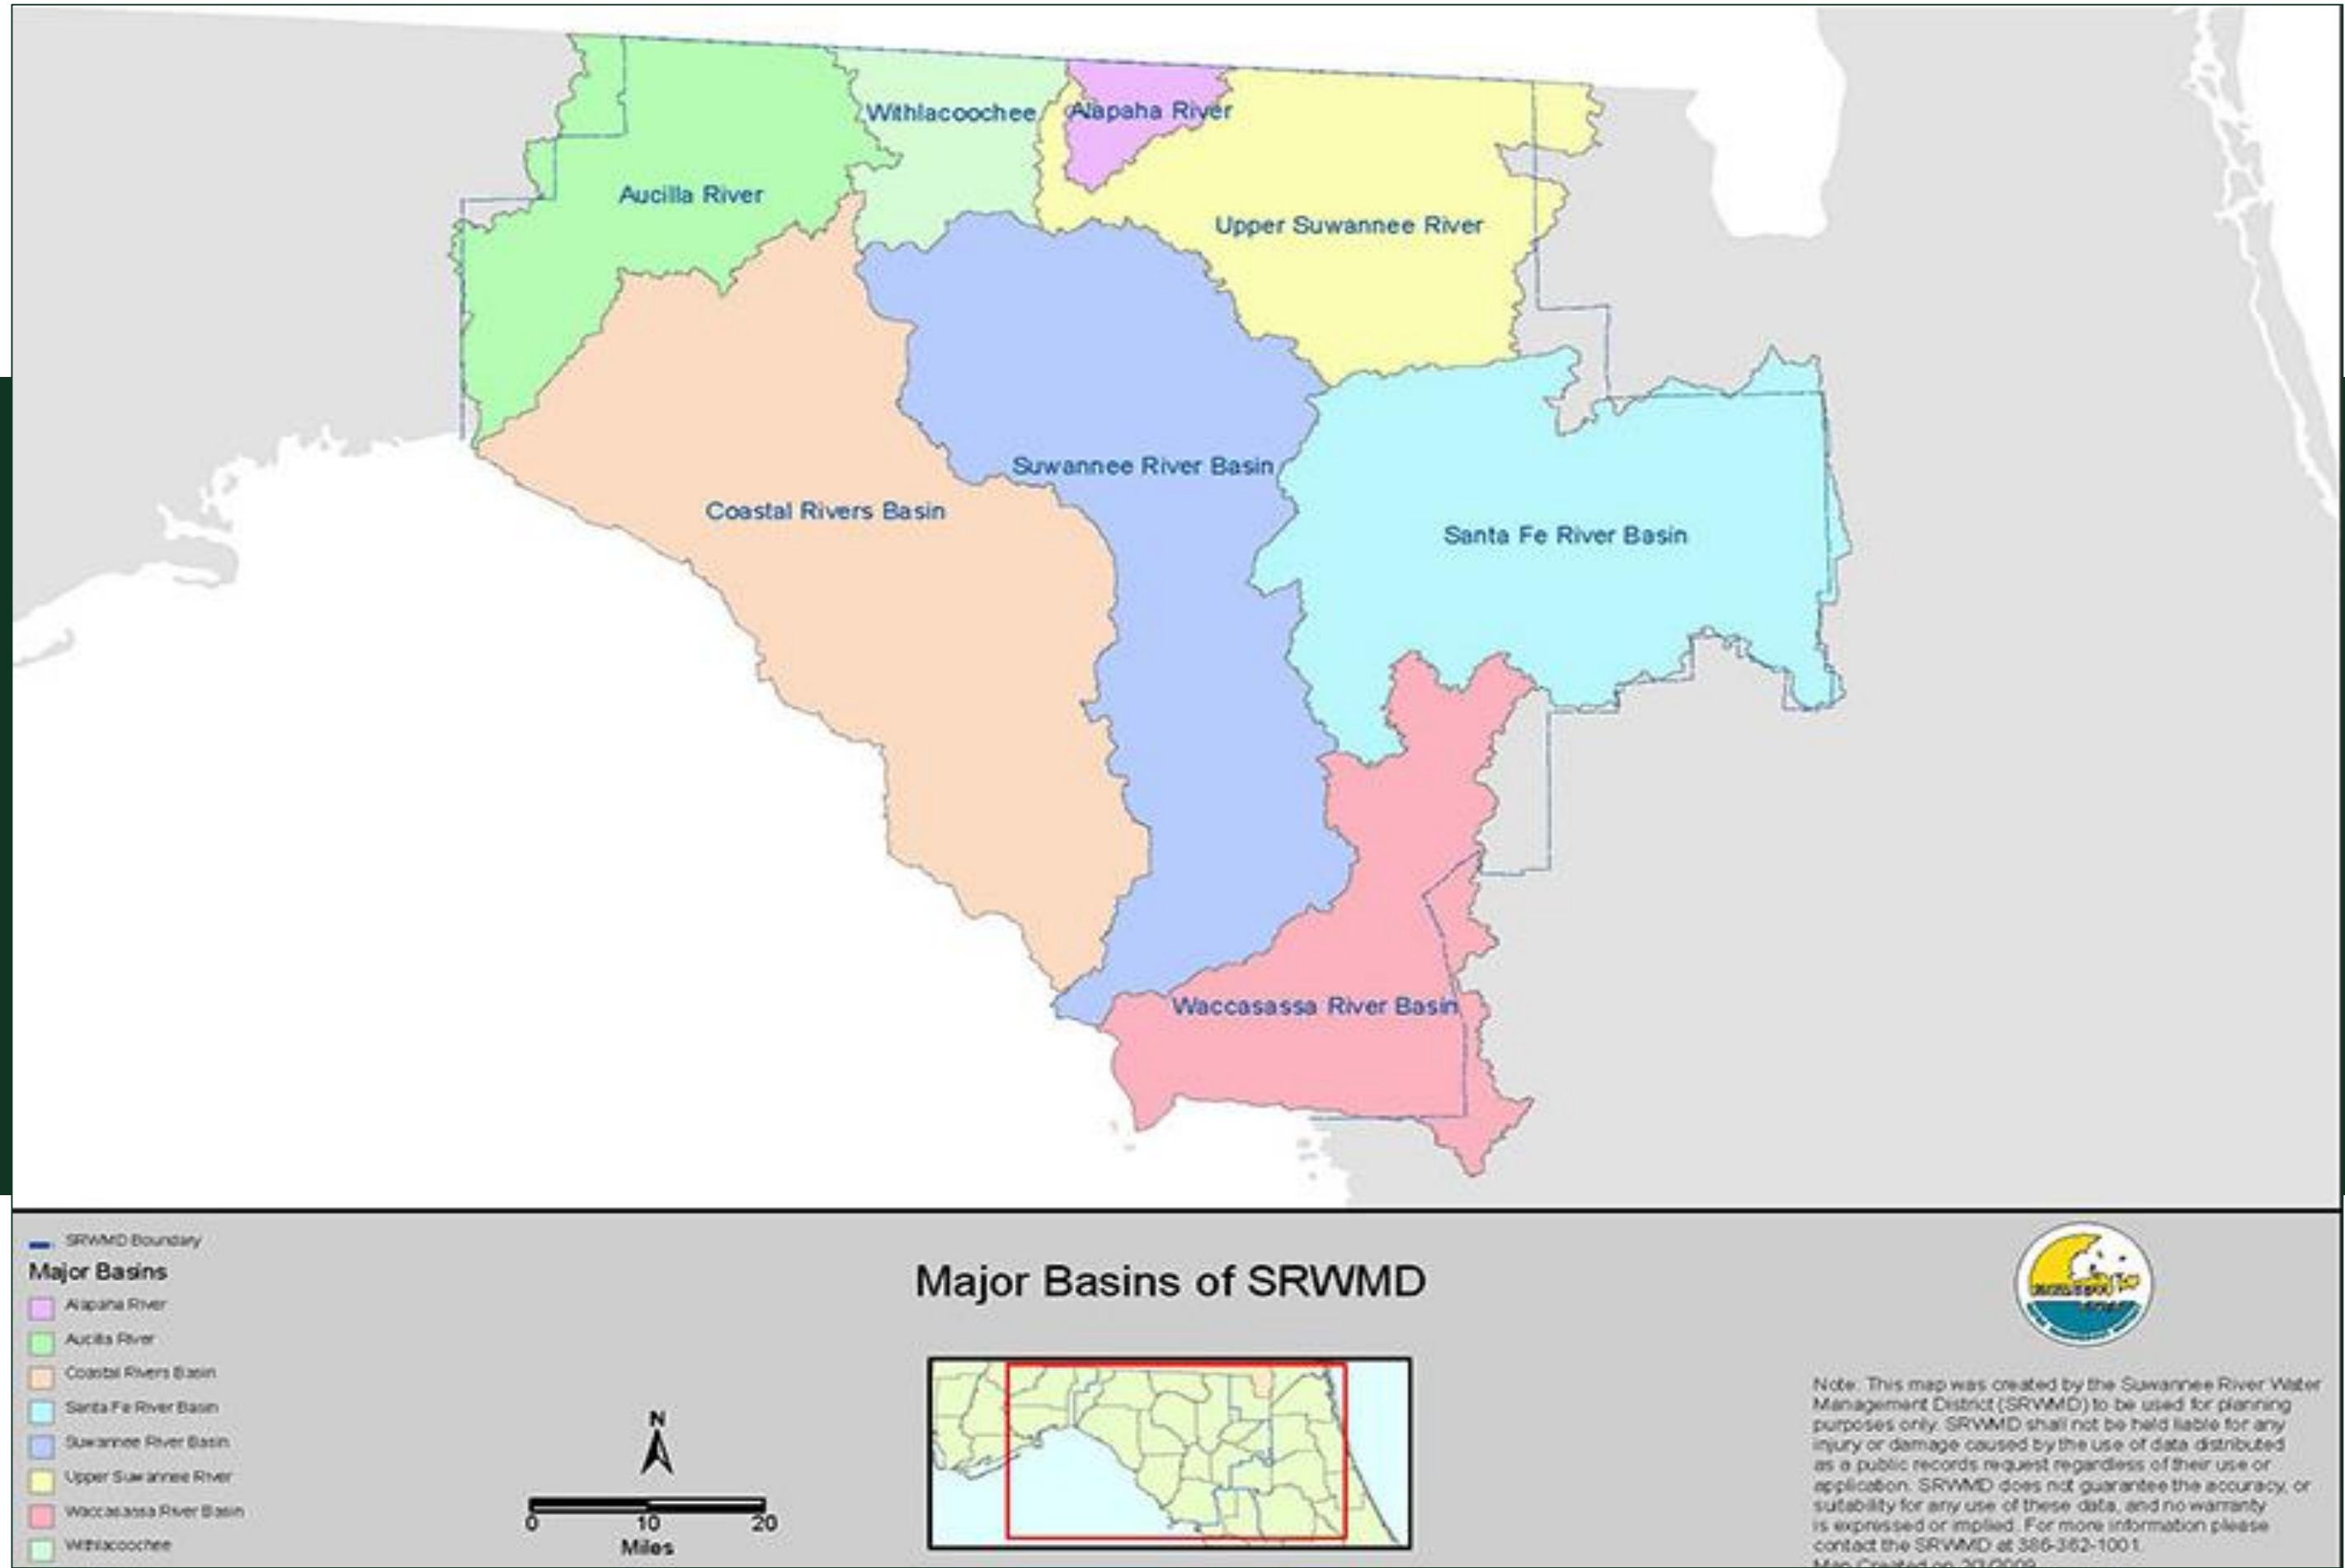 Withlacoochee
Alapaha River
Aucilla River
Upper Suwannee River
Suwannee River Basin
Coastal Rivers Basin
Santa Fe River Basin
Waccasassa River Basin
SRWMD Boundary
Major Basins
Alapaha River
Aucilla River
Coastal Rivers Basin
Santa Fe River Basin
Suwannee River Basin
Upper Suwannee River
Waccasassa River Basin
Withlacoochee
Major Basins of SRWMD
N
0 10 20
Miles
Note: This map was created by the Suwannee River Water
Management District (SRWMD) to be used for planning
purposes only. SRWMD shall not be held liable for any
injury or damage caused by the use of data distributed
as a public records request regardless of their use or
application. SRWMD does not guarantee the accuracy, or
suitability for any use of these data, and no warranty
is expressed or implied. For more information please
contact the SRWMD at 386-362-1001.
Map Created on